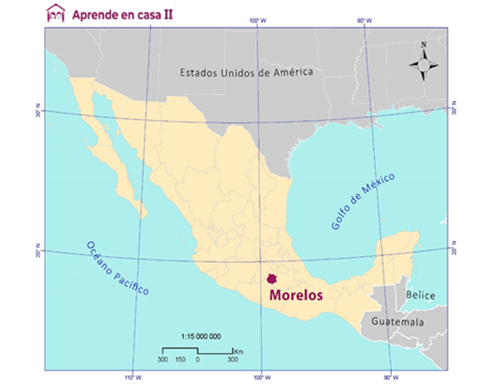 Aprende en casa II
100° W
90° W
Estados Unidos de América
N
30° N
30° N
Golfo de México
20° N
20° N
Océano Pacífico
Morelos
Belice
Guatemala
1:15 000 000
300 150 0 300 Km
110° W
100° W
90° W